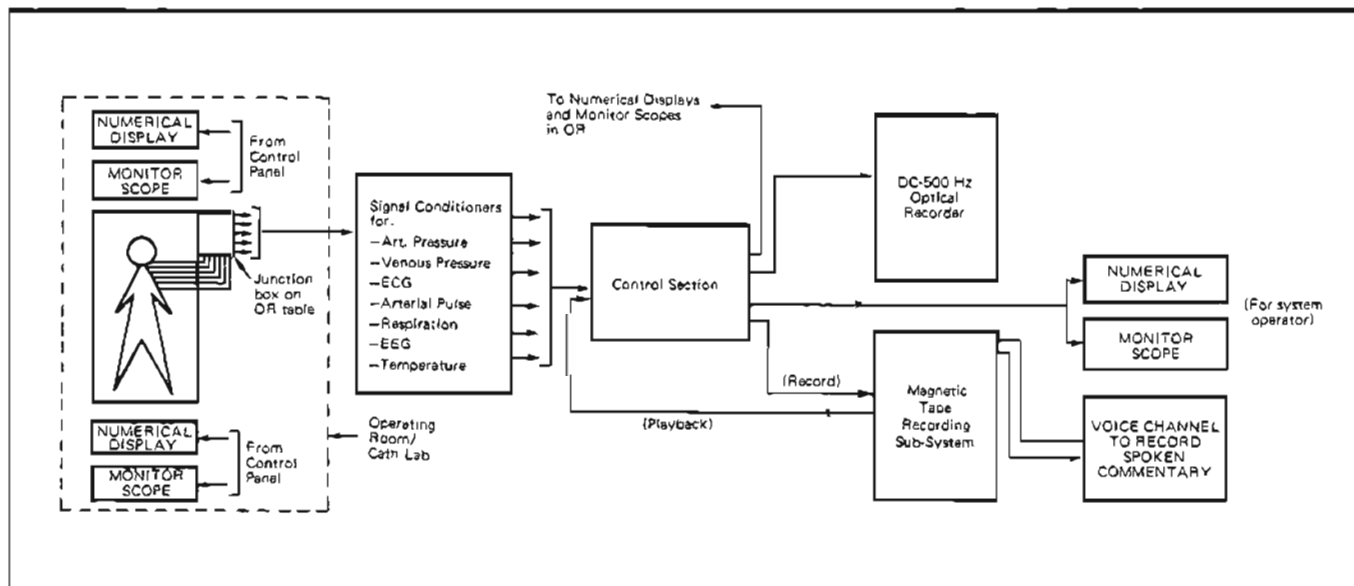 NUMERICAL
DISPLAY
MONITOR
SCOPE
From
Control
Panel
Junction
box on
OR table
NUMERICAL
DISPLAY
MONITOR
SCOPE
From
Control
Panel
Operating
Room/
Cath Lab
Signal Conditioners
for.
–Art. Pressure
–Venous Pressure
–ECG
–Arterial Pulse
–Respiration
–EEG
–Temperature
To Numerical Displays
and Monitor Scopes
in OR
Control Section
(Record)
(Playback)
DC-500 Hz
Optical
Recorder
Magnetic
Tape
Recording
Sub-System
NUMERICAL
DISPLAY
MONITOR
SCOPE
(For system
operator)
VOICE CHANNEL
TO RECORD
SPOKEN
COMMENTARY